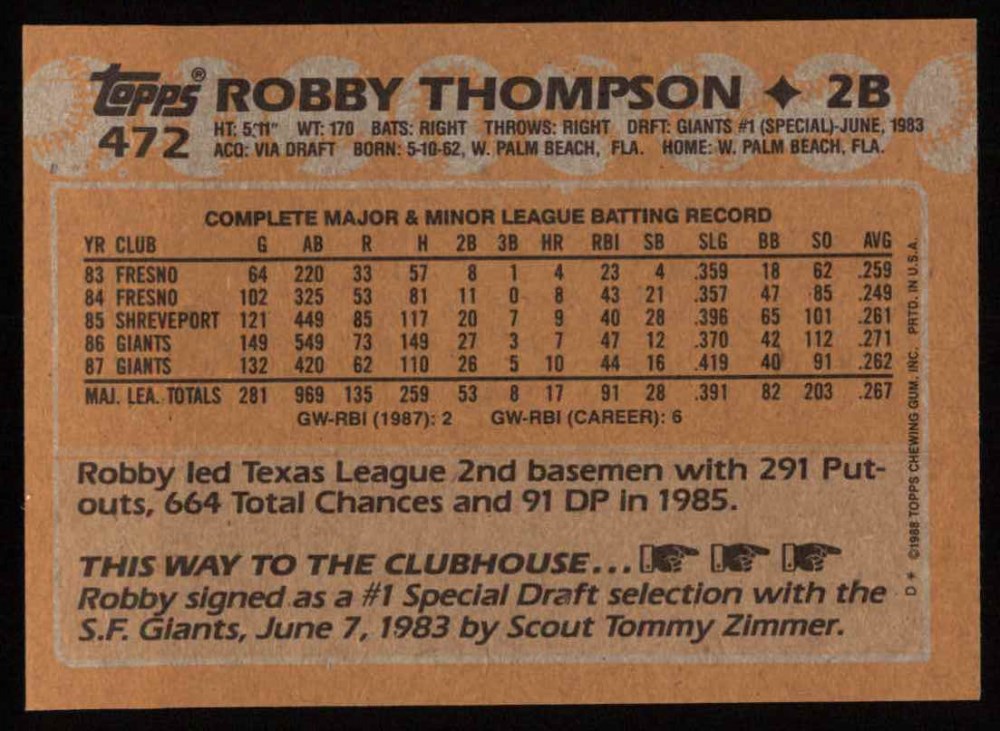 Topps® ROBBY THOMPSON ✦ 2B
472 HT: 5'11" WT: 170 BATS: RIGHT THROWS: RIGHT DRFT: GIANTS #1 (SPECIAL)-JUNE, 1983
ACQ: VIA DRAFT BORN: 5-10-62, W. PALM BEACH, FLA. HOME: W. PALM BEACH, FLA.
COMPLETE MAJOR & MINOR LEAGUE BATTING RECORD
YR CLUB G AB R H 2B 3B HR RBI SB SLG BB SO AVG
83 FRESNO 64 220 33 57 8 1 4 23 4 .359 18 62 .259
84 FRESNO 102 325 53 81 11 0 8 43 21 .357 47 85 .249
85 SHREVEPORT 121 449 85 117 20 7 9 40 28 .396 65 101 .261
86 GIANTS 149 549 73 149 27 3 7 47 12 .370 42 112 .271
87 GIANTS 132 420 62 110 26 5 10 44 16 .419 40 91 .262
MAJ. LEA. TOTALS 281 969 135 259 53 8 17 91 28 .391 82 203 .267
GW-RBI (1987): 2 GW-RBI (CAREER): 6
Robby led Texas League 2nd basemen with 291 Put-
outs, 664 Total Chances and 91 DP in 1985.
THIS WAY TO THE CLUBHOUSE...
Robby signed as a #1 Special Draft selection with the
S.F. Giants, June 7, 1983 by Scout Tommy Zimmer.
D* ©1988 TOPPS CHEWING GUM, INC. PRTD. IN U.S.A.